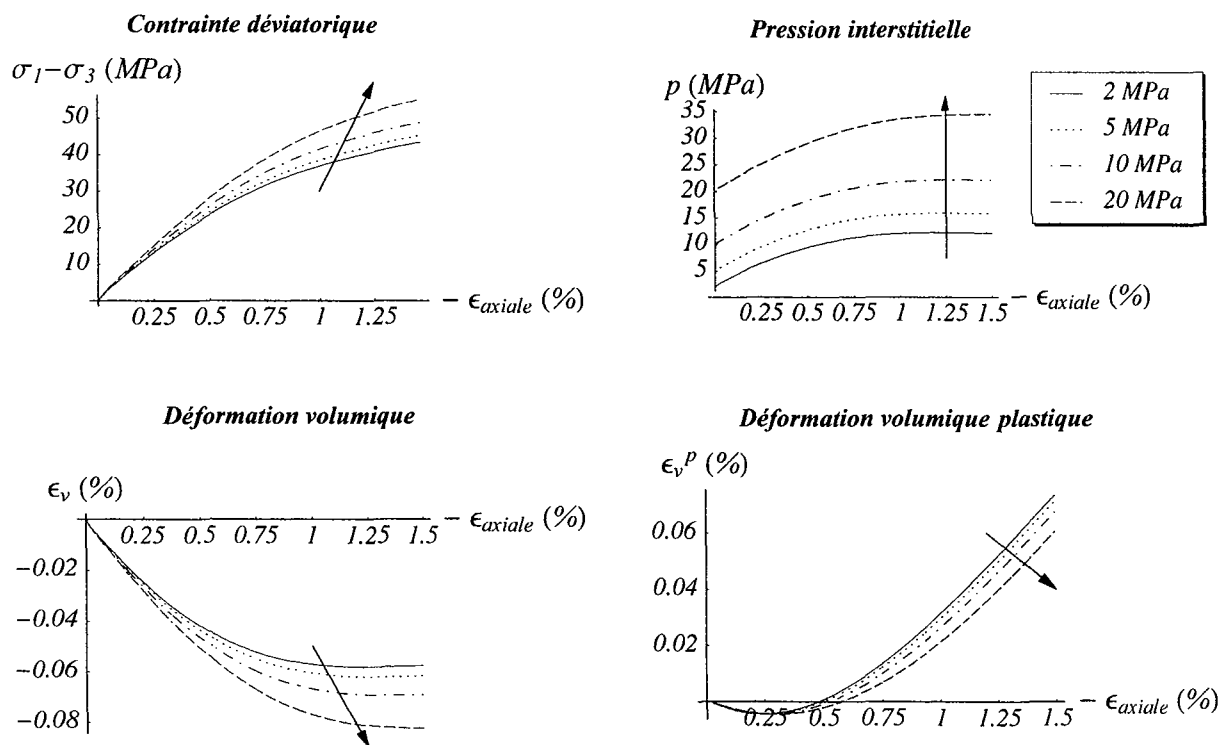 Contrainte déviatorique
σ1−σ3 (MPa)
50
40
30
20
10
0.25 0.5 0.75 1 1.25
− ϵaxiale (%)
Pression interstitielle
p (MPa)
35
30
25
20
15
10
5
0.25 0.5 0.75 1 1.25 1.5
− ϵaxiale (%)
2 MPa
5 MPa
10 MPa
20 MPa
Déformation volumique
ϵv (%)
0.25 0.5 0.75 1 1.25 1.5
− ϵaxiale (%)
−0.02
−0.04
−0.06
−0.08
Déformation volumique plastique
ϵv^p (%)
0.06
0.04
0.02
0.25 0.5 0.75 1 1.25 1.5
− ϵaxiale (%)